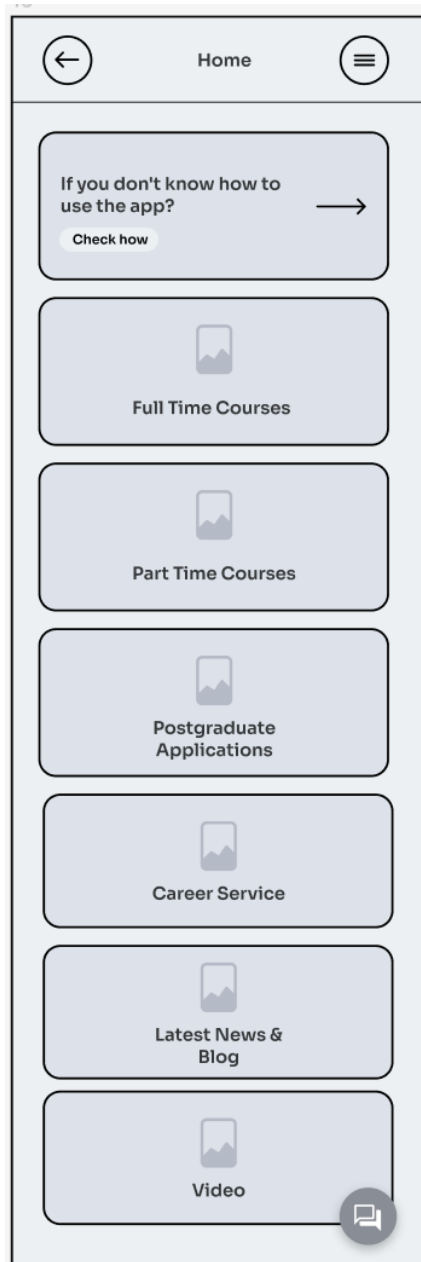 Home
If you don't know how to
use the app?
Check how
Full Time Courses
Part Time Courses
Postgraduate
Applications
Career Service
Latest News &
Blog
Video